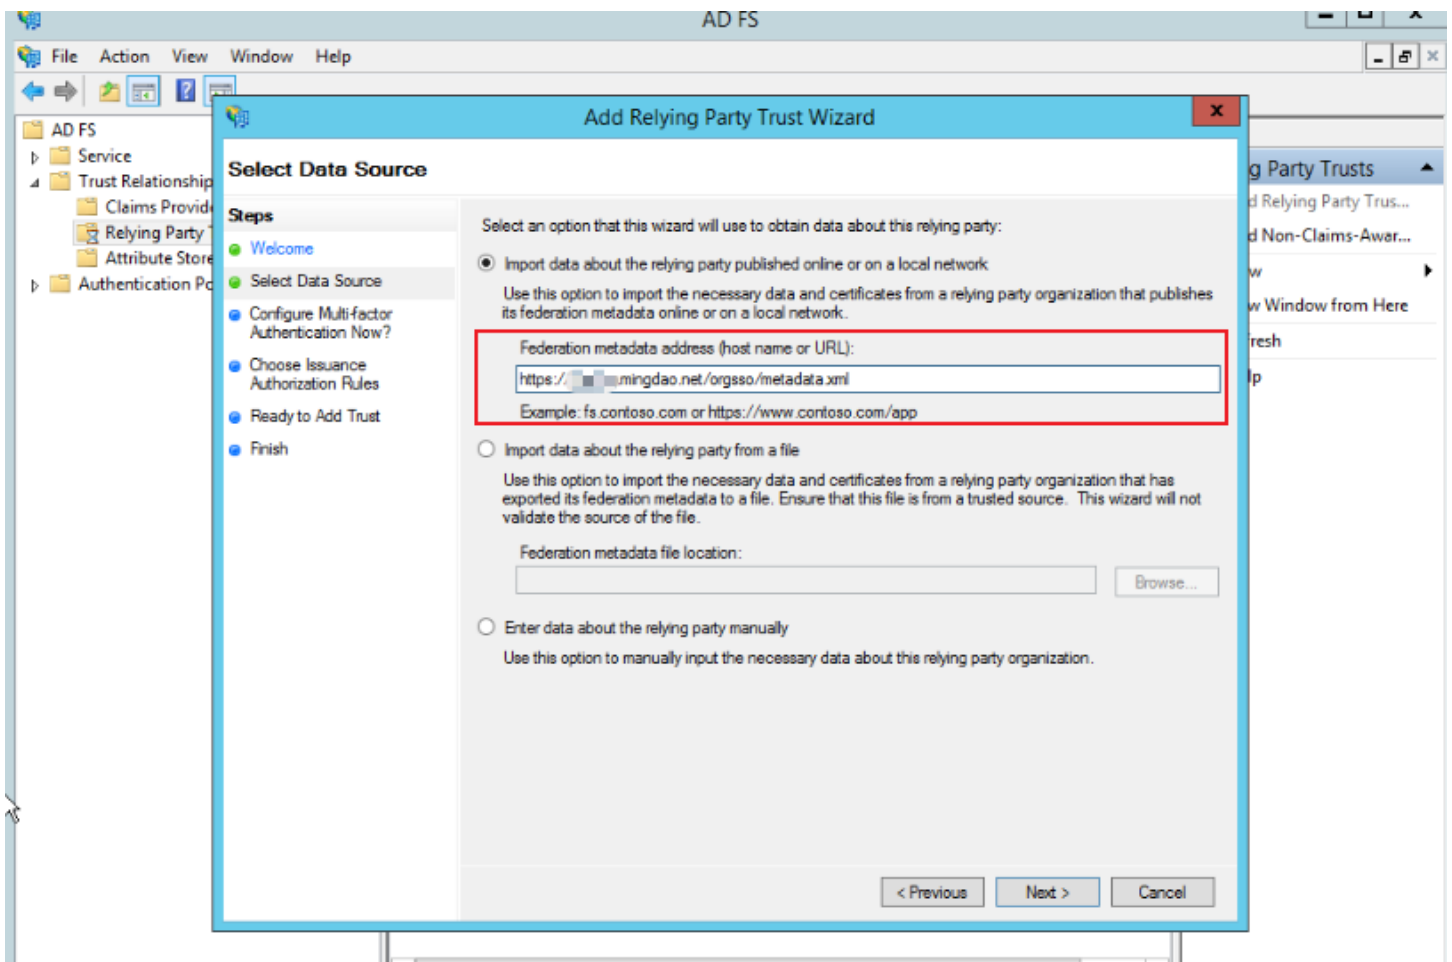 AD FS
File Action View Window Help
AD FS
Service
Trust Relationship
Claims Provid
Relying Party
Attribute Store
Authentication Po
Add Relying Party Trust Wizard
X
Select Data Source
Steps
Welcome
Select Data Source
Configure Multi-factor
Authentication Now?
Choose Issuance
Authorization Rules
Ready to Add Trust
Finish
Select an option that this wizard will use to obtain data about this relying party:
Import data about the relying party published online or on a local network
Use this option to import the necessary data and certificates from a relying party organization that publishes
its federation metadata online or on a local network.
Federation metadata address (host name or URL):
https:/ .mingdao.net/orgsso/metadata.xml
Example: fs.contoso.com or https://www.contoso.com/app
Import data about the relying party from a file
Use this option to import the necessary data and certificates from a relying party organization that has
exported its federation metadata to a file. Ensure that this file is from a trusted source. This wizard will not
validate the source of the file.
Federation metadata file location:
Browse...
Enter data about the relying party manually
Use this option to manually input the necessary data about this relying party organization.
< Previous
Next >
Cancel
g Party Trusts
d Relying Party Trus...
d Non-Claims-Awar...
w
w Window from Here
resh
lp